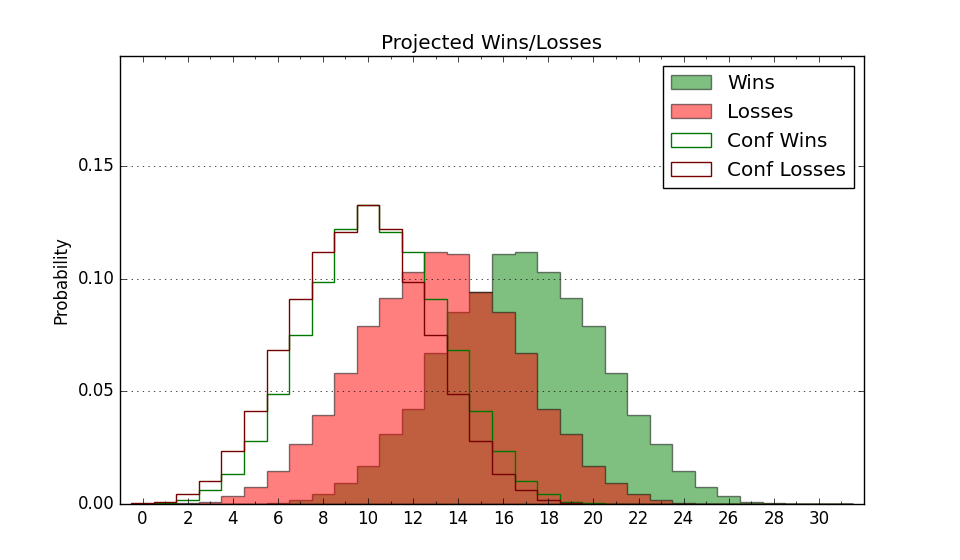 Projected Wins/Losses
Wins
Losses
Conf Wins
Conf Losses
Probability
0.15
0.10
0.05
0.00
0 2 4 6 8 10 12 14 16 18 20 22 24 26 28 30